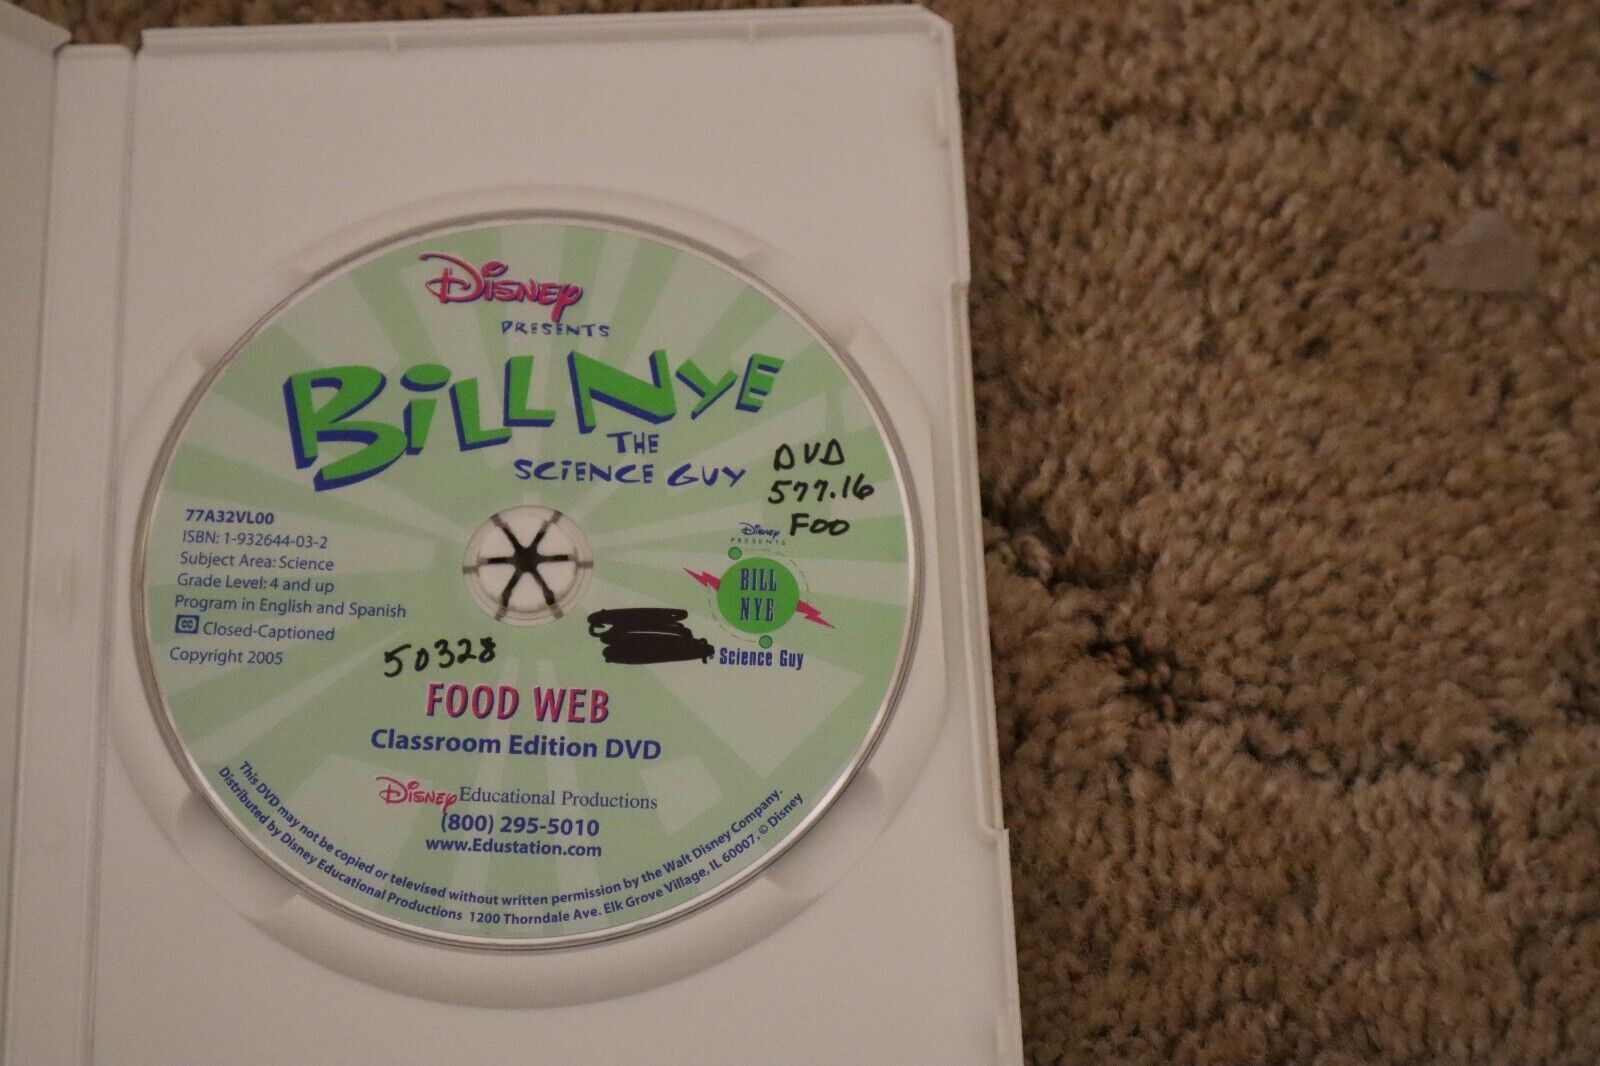 Disney
PRESENTS
BILL NYE
THE
SCIENCE GUY
DVD
577.16
FOO
77A32VL00
ISBN: 1-932644-03-2
Subject Area: Science
Grade Level: 4 and up
Program in English and Spanish
CC Closed-Captioned
Copyright 2005
Disney
PRESENTS
BILL
NYE
Science Guy
50328
FOOD WEB
Classroom Edition DVD
Disney Educational Productions
(800) 295-5010
www.Edustation.com
This DVD may not be copied or televised without written permission by the Walt Disney Company.
Distributed by Disney Educational Productions 1200 Thorndale Ave. Elk Grove Village, IL 60007. © Disney